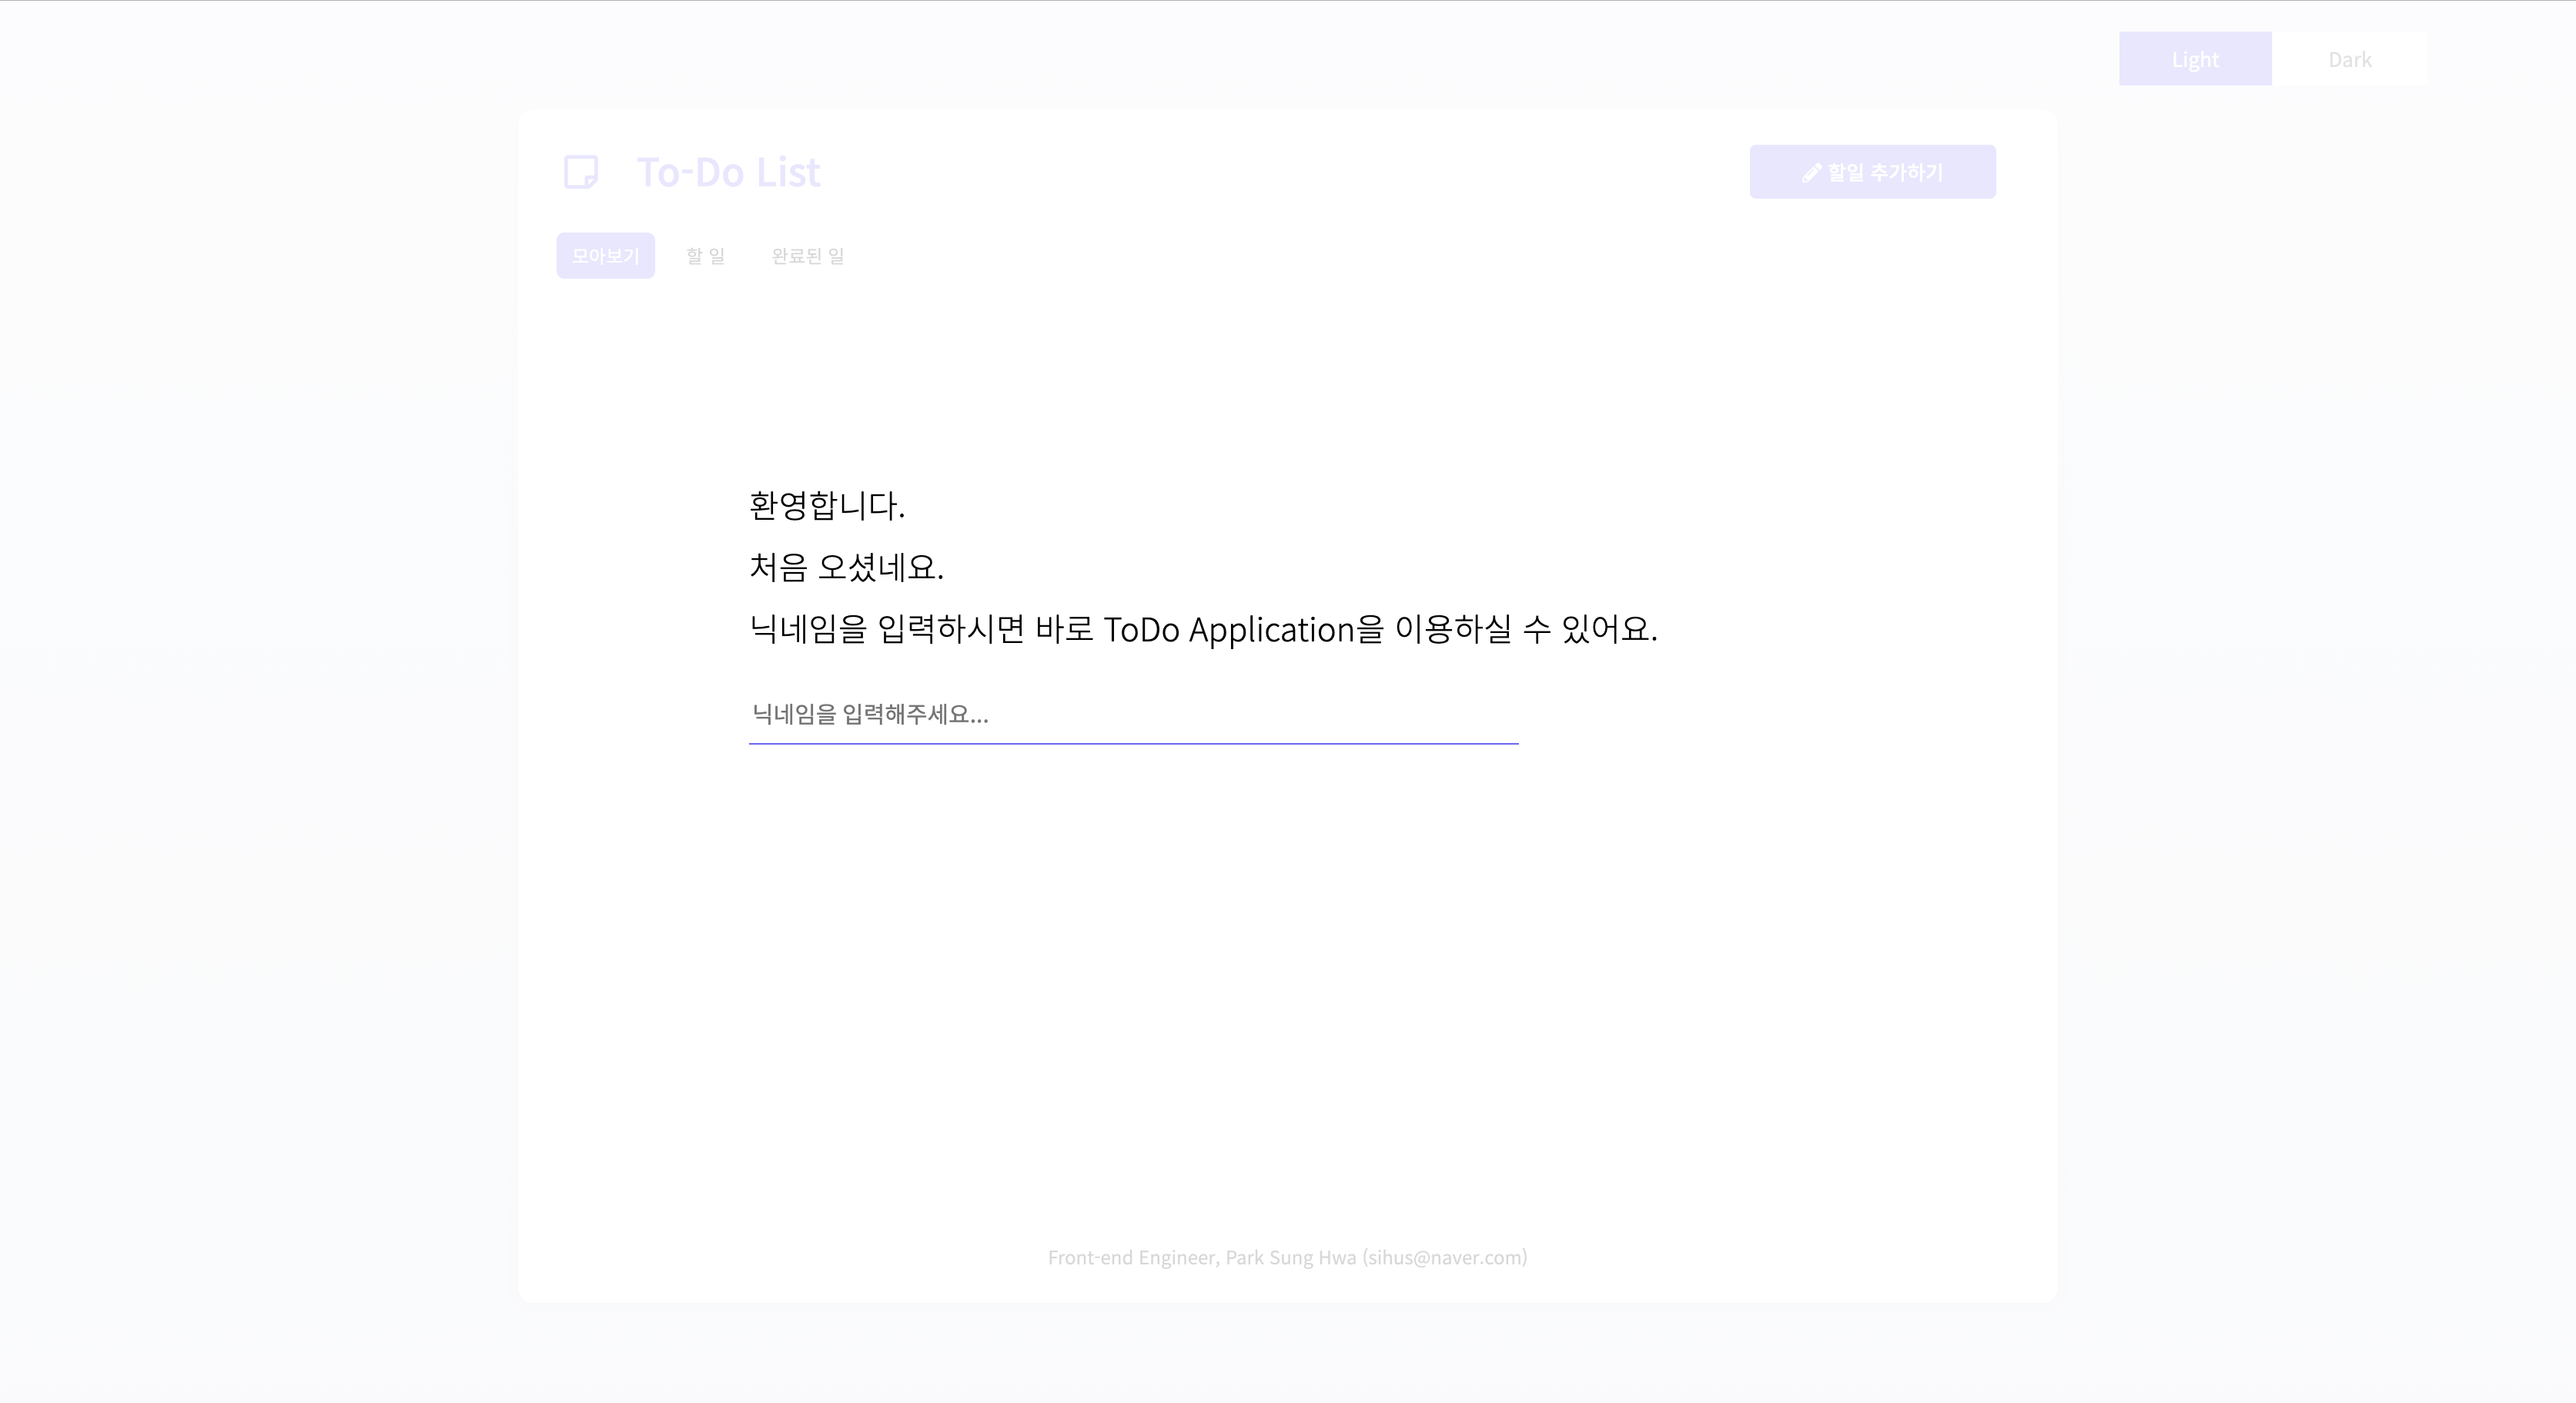 Light Dark
To-Do List
할일 추가하기
모아보기 할 일 완료된 일
환영합니다.
처음 오셨네요.
닉네임을 입력하시면 바로 ToDo Application을 이용하실 수 있어요.
닉네임을 입력해주세요...
Front-end Engineer, Park Sung Hwa (sihus@naver.com)